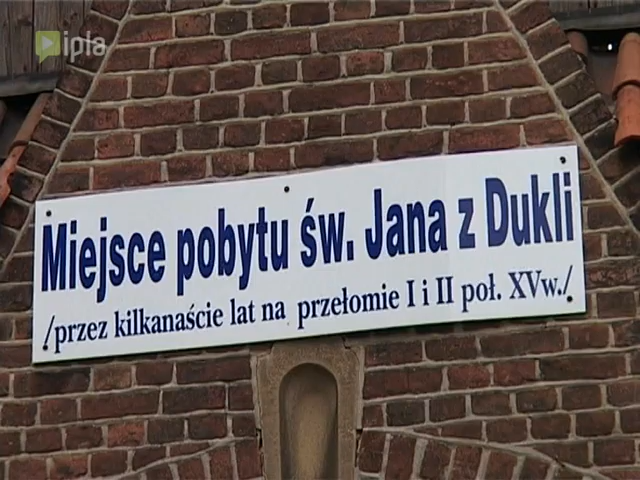 ipla
Miejsce pobytu św. Jana z Dukli
/przez kilkanaście lat na przełomie I i II poł. XVw./